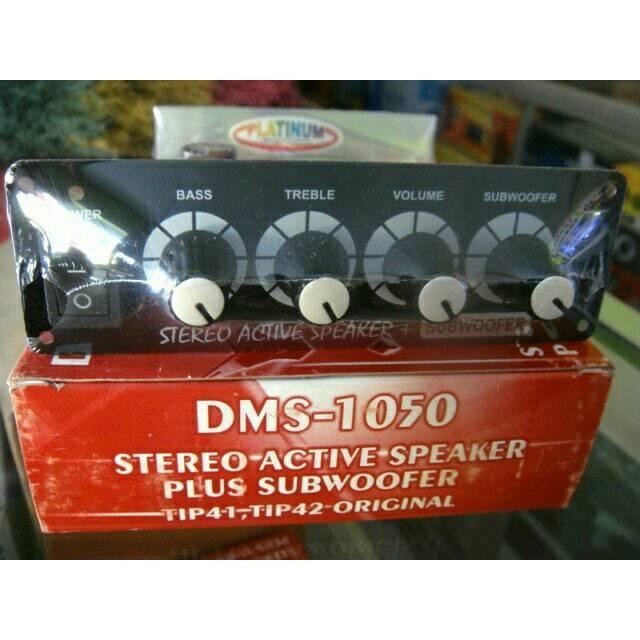 PLATINUM
BASS TREBLE VOLUME SUBWOOFER
STEREO ACTIVE SPEAKER + SUBWOOFER
DMS-1050
STEREO ACTIVE SPEAKER
PLUS SUBWOOFER
TIP41,TIP42 ORIGINAL